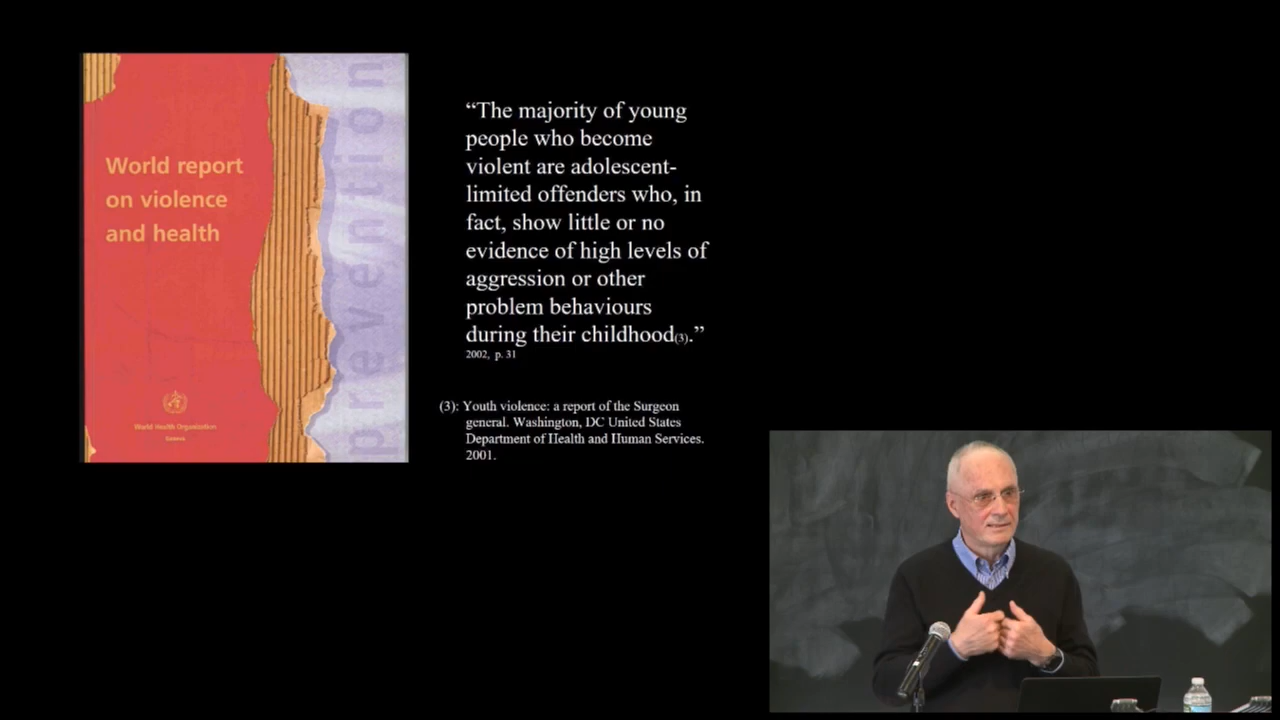 World report
on violence
and health
prevention
World Health Organization
Geneva
“The majority of young
people who become
violent are adolescent-
limited offenders who, in
fact, show little or no
evidence of high levels of
aggression or other
problem behaviours
during their childhood(3).”
2002, p. 31
(3): Youth violence: a report of the Surgeon
general. Washington, DC United States
Department of Health and Human Services.
2001.